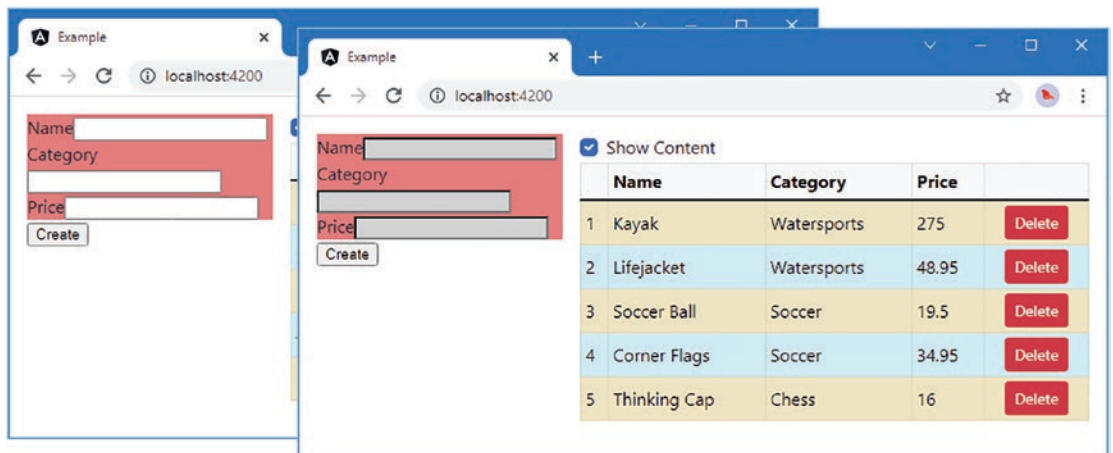 Example
localhost:4200
Name
Category
Price
Create
Example
localhost:4200
Name
Category
Price
Create
Show Content
Name Category Price
1 Kayak Watersports 275 Delete
2 Lifejacket Watersports 48.95 Delete
3 Soccer Ball Soccer 19.5 Delete
4 Corner Flags Soccer 34.95 Delete
5 Thinking Cap Chess 16 Delete